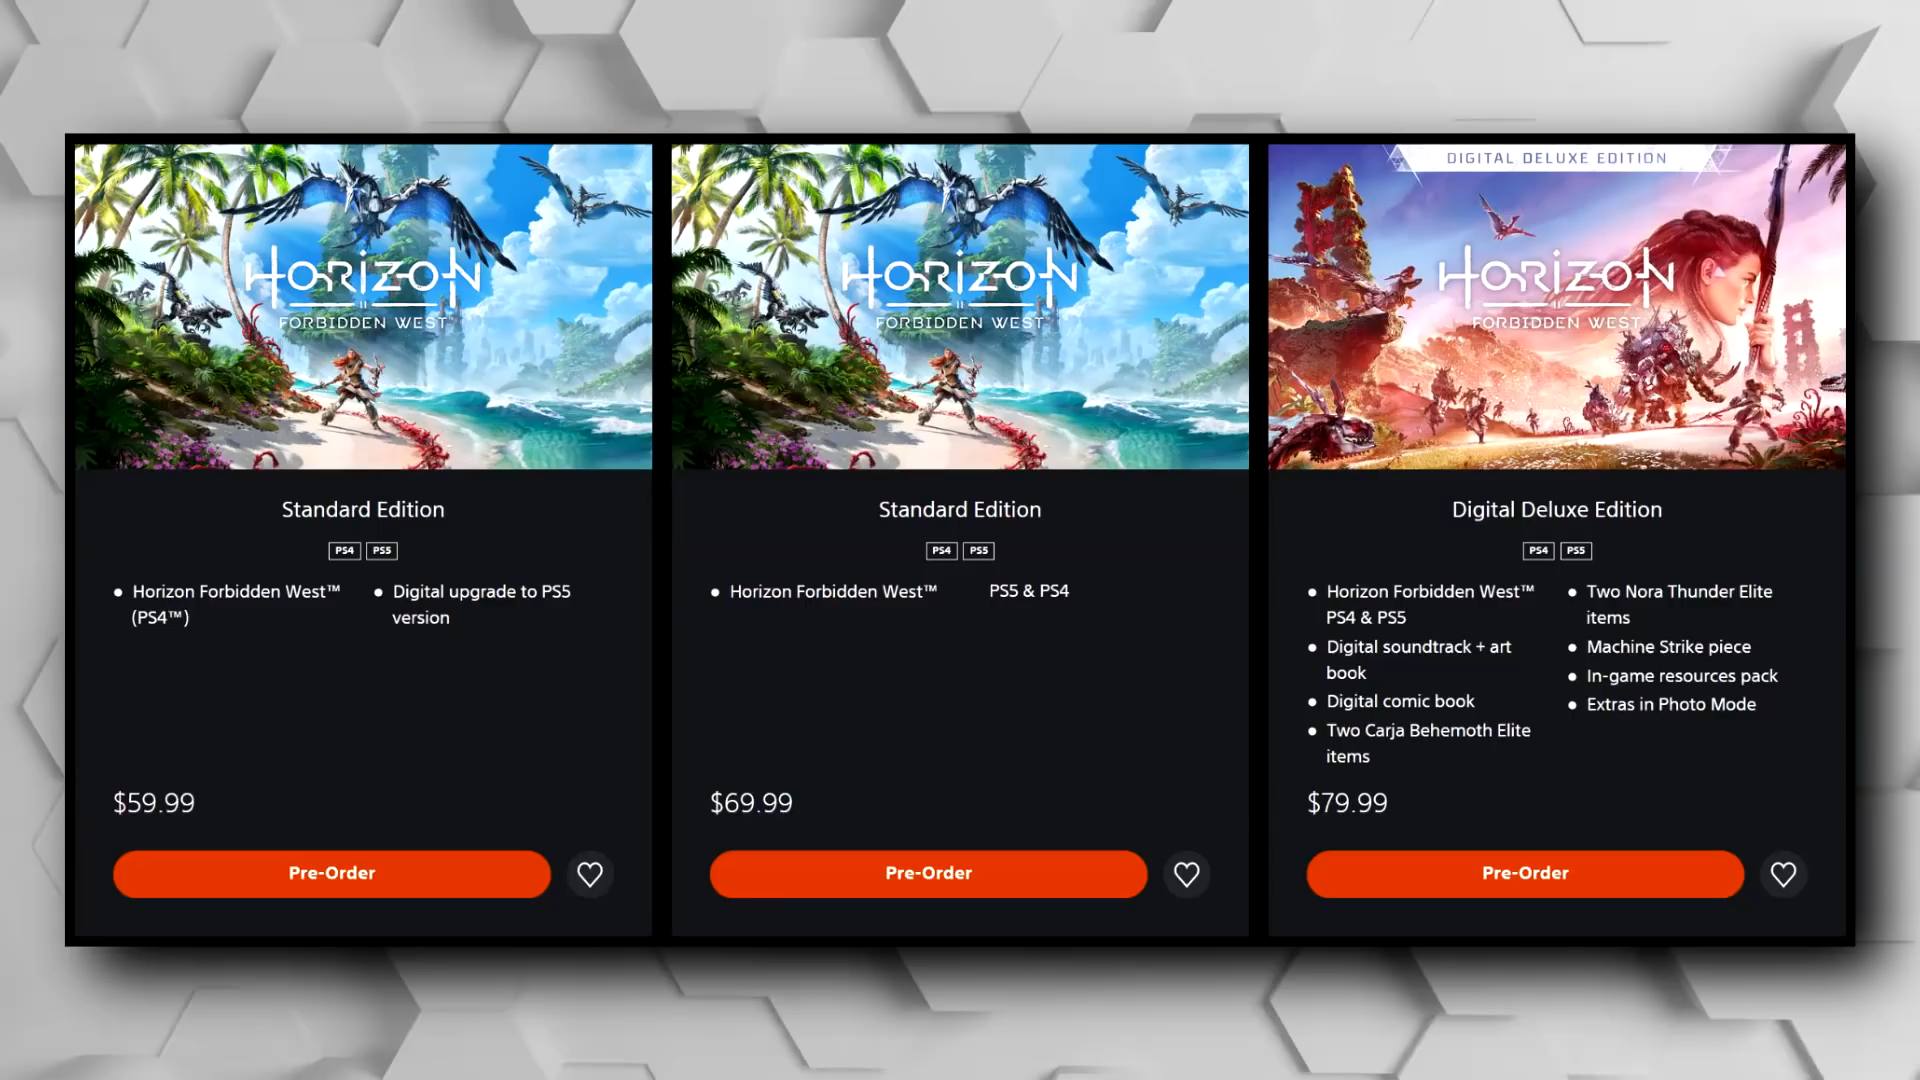 HORIZON
FORBIDDEN WEST
Standard Edition
PS4 PS5
• Horizon Forbidden West™
(PS4™)
• Digital upgrade to PS5
version
$59.99
Pre-Order
HORIZON
FORBIDDEN WEST
Standard Edition
PS4 PS5
• Horizon Forbidden West™ PS5 & PS4
$69.99
Pre-Order
DIGITAL DELUXE EDITION
HORIZON
FORBIDDEN WEST
Digital Deluxe Edition
PS4 PS5
• Horizon Forbidden West™
PS4 & PS5
• Digital soundtrack + art
book
• Digital comic book
• Two Carja Behemoth Elite
items
• Two Nora Thunder Elite
items
• Machine Strike piece
• In-game resources pack
• Extras in Photo Mode
$79.99
Pre-Order